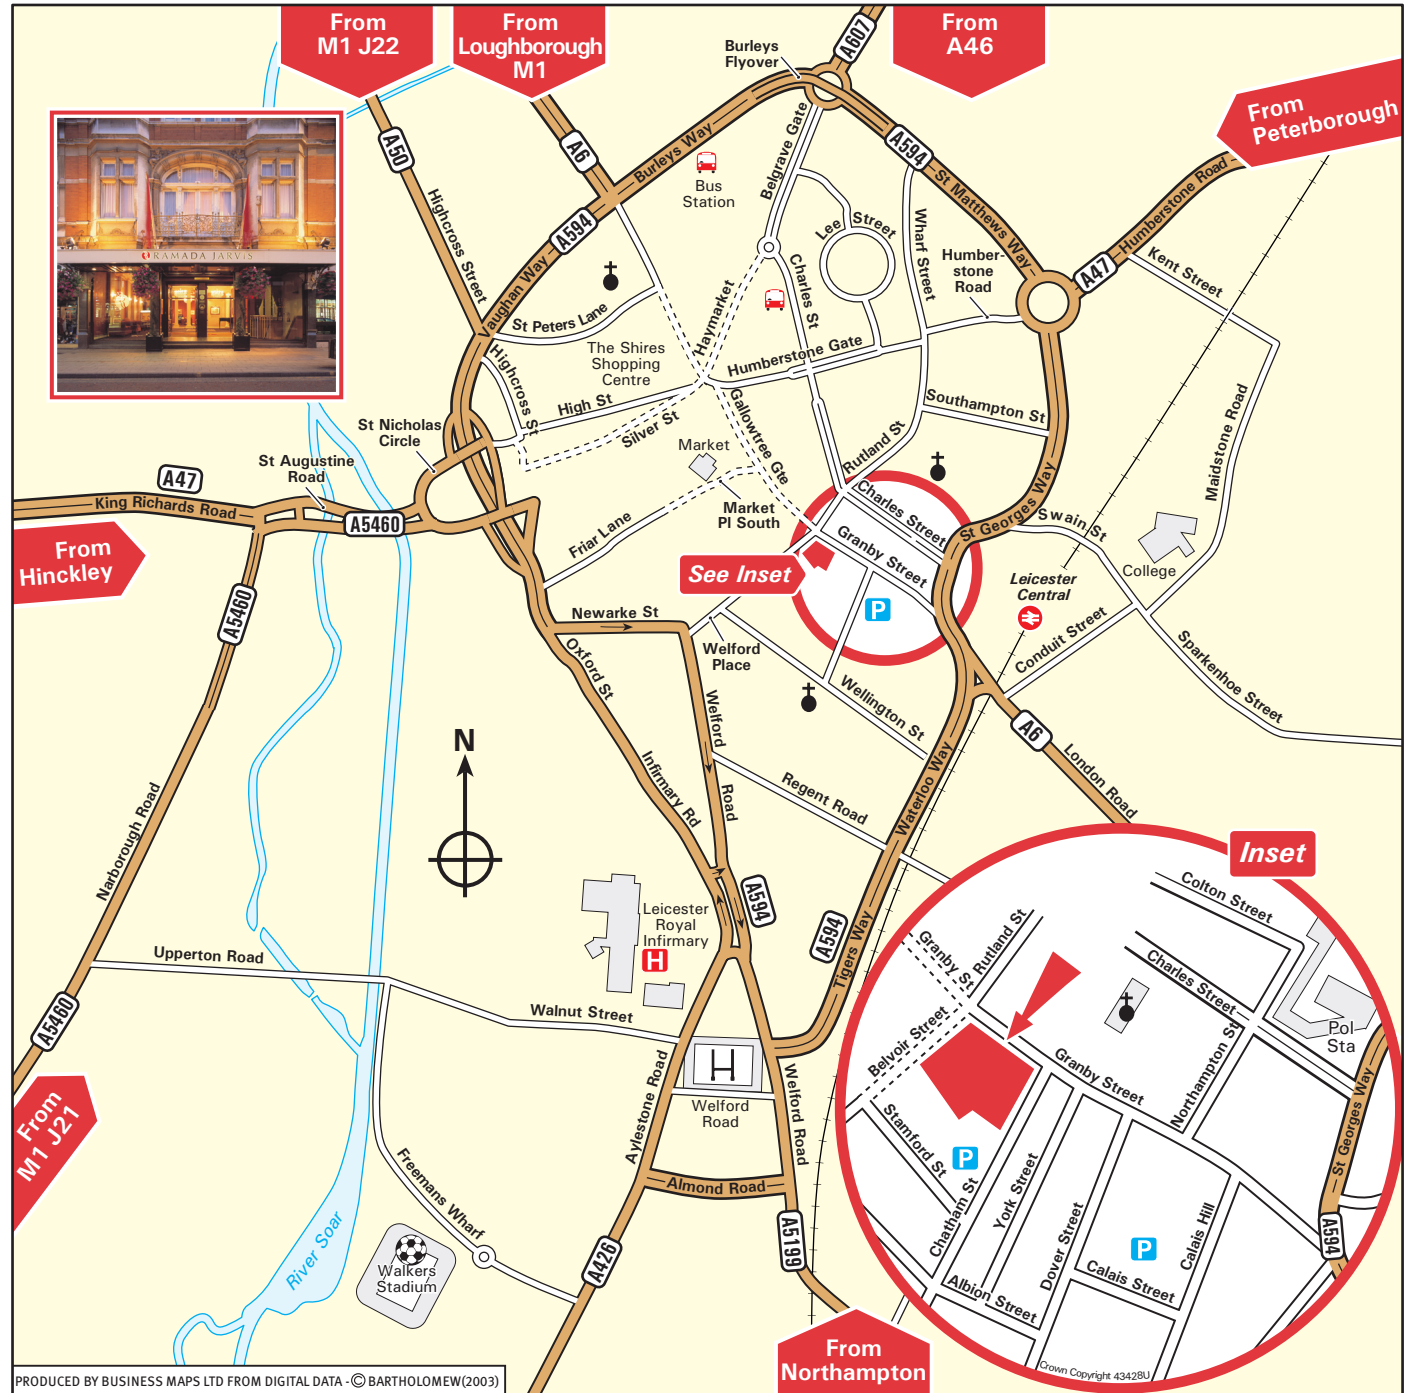 From
M1 J22
From
Loughborough
M1
From
A46
From
Peterborough
A607
Burleys
Flyover
A50
A6
Burleys Way
Bus
Station
Belgrave Gate
A594
St Matthews Way
Humberstone Road
A47
Kent Street
Highcross Street
A594
Vaughan Way
Lee Street
Wharf Street
Humber-
stone
Road
RAMADA JARVIS
St Peters Lane
Haymarket
Charles St
The Shires
Shopping
Centre
Humberstone Gate
Highcross St
High St
Silver St
Gallowtree Gte
Southampton St
Maidstone Road
St Nicholas
Circle
St Augustine
Road
Market
Rutland St
A47
King Richards Road
A5460
Market
Pl South
Friar Lane
Charles Street
Granby Street
St Georges Way
Swain St
College
From
Hinckley
See Inset
Leicester
Central
P
A5460
Newarke St
Welford
Place
Conduit Street
Sparkenhoe Street
Oxford St
Welford
Road
Wellington St
A6
London Road
N
Infirmary Rd
Regent Road
Waterloo Way
Narborough Road
A594
A594
Tigers Way
Leicester
Royal
Infirmary
H
Upperton Road
Walnut Street
A5460
H
Welford
Road
Aylestone Road
Welford Road
From
M1 J21
Freemans Wharf
Almond Road
River Soar
Walkers
Stadium
A426
A5199
From
Northampton
Inset
Colton Street
Granby St
Rutland St
Charles Street
Pol
Sta
Belvoir Street
Granby Street
Northampton St
St Georges Way
Stamford St
P
Chatham St
York Street
Dover Street
P
Calais Hill
Calais Street
Albion Street
A594
Crown Copyright 43428U
PRODUCED BY BUSINESS MAPS LTD FROM DIGITAL DATA - © BARTHOLOMEW(2003)